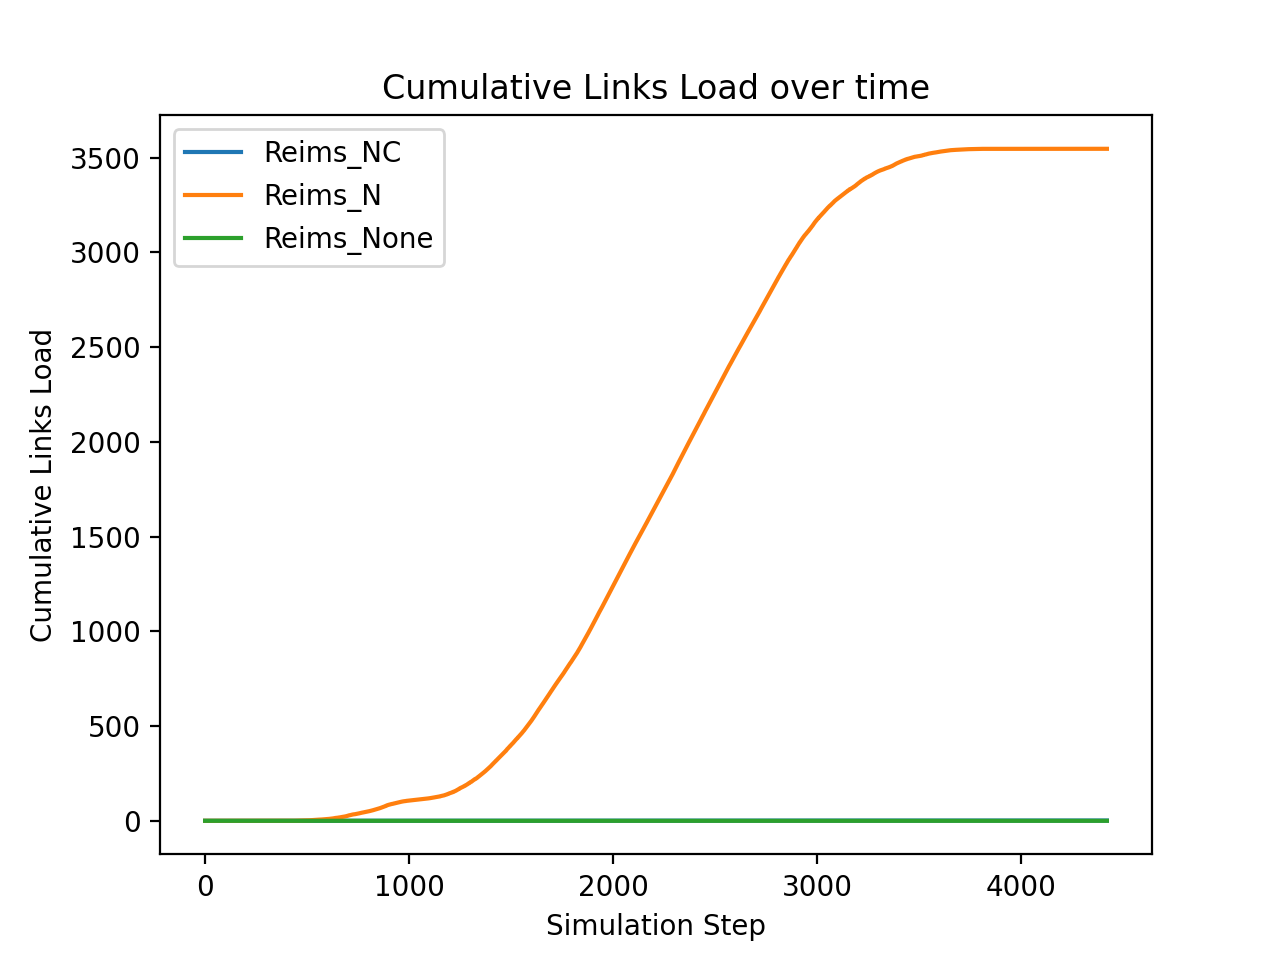 Cumulative Links Load over time
Reims_NC
Reims_N
Reims_None
Cumulative Links Load
3500
3000
2500
2000
1500
1000
500
0
0 1000 2000 3000 4000
Simulation Step